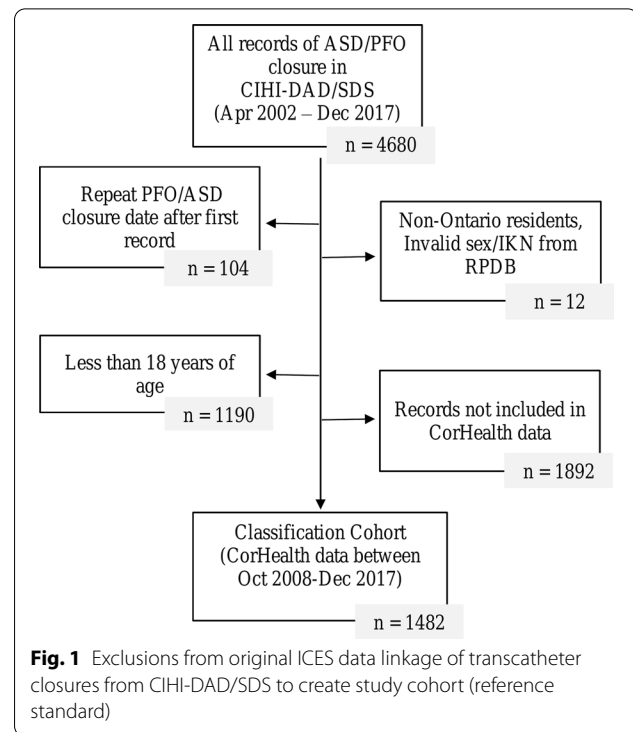 All records of ASD/PFO
closure in
CIHI-DAD/SDS
(Apr 2002 – Dec 2017)
n = 4680
Repeat PFO/ASD
closure date after first
record
n = 104
Non-Ontario residents,
Invalid sex/IKN from
RPDB
n = 12
Less than 18 years of
age
n = 1190
Records not included in
CorHealth data
n = 1892
Classification Cohort
(CorHealth data between
Oct 2008-Dec 2017)
n = 1482
Fig. 1 Exclusions from original ICES data linkage of transcatheter
closures from CIHI-DAD/SDS to create study cohort (reference
standard)